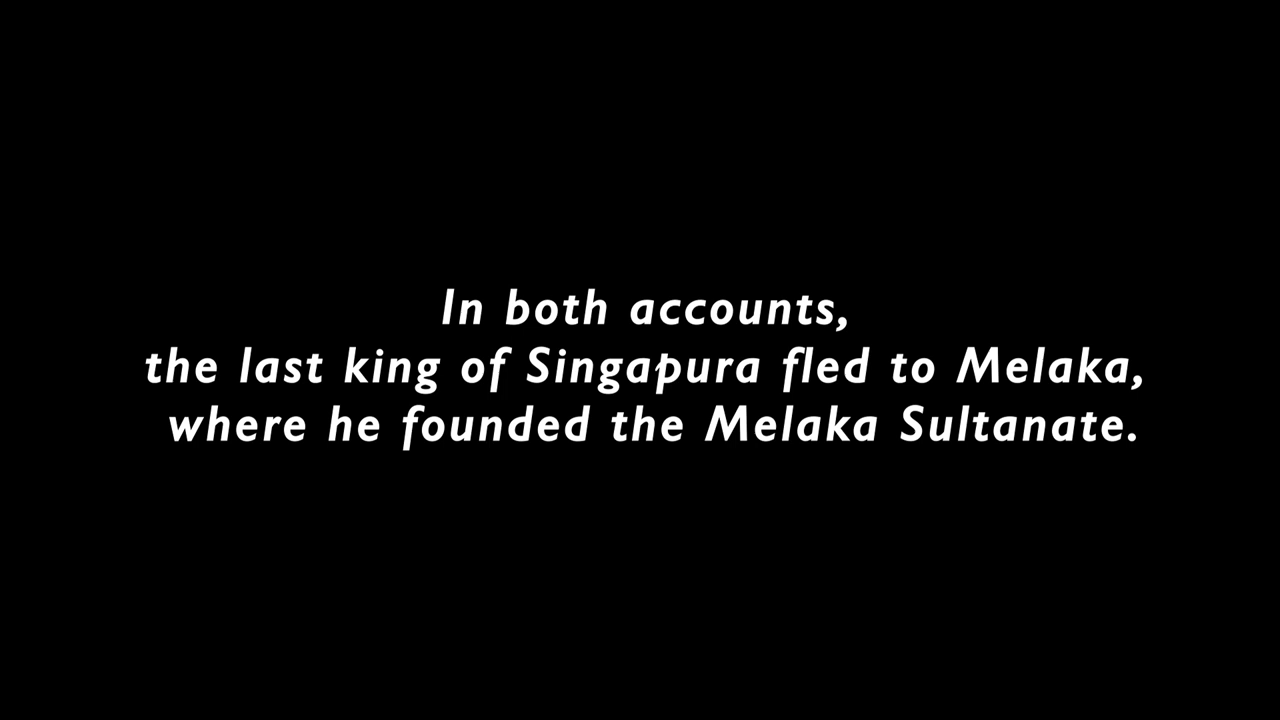 In both accounts,
the last king of Singapura fled to Melaka,
where he founded the Melaka Sultanate.